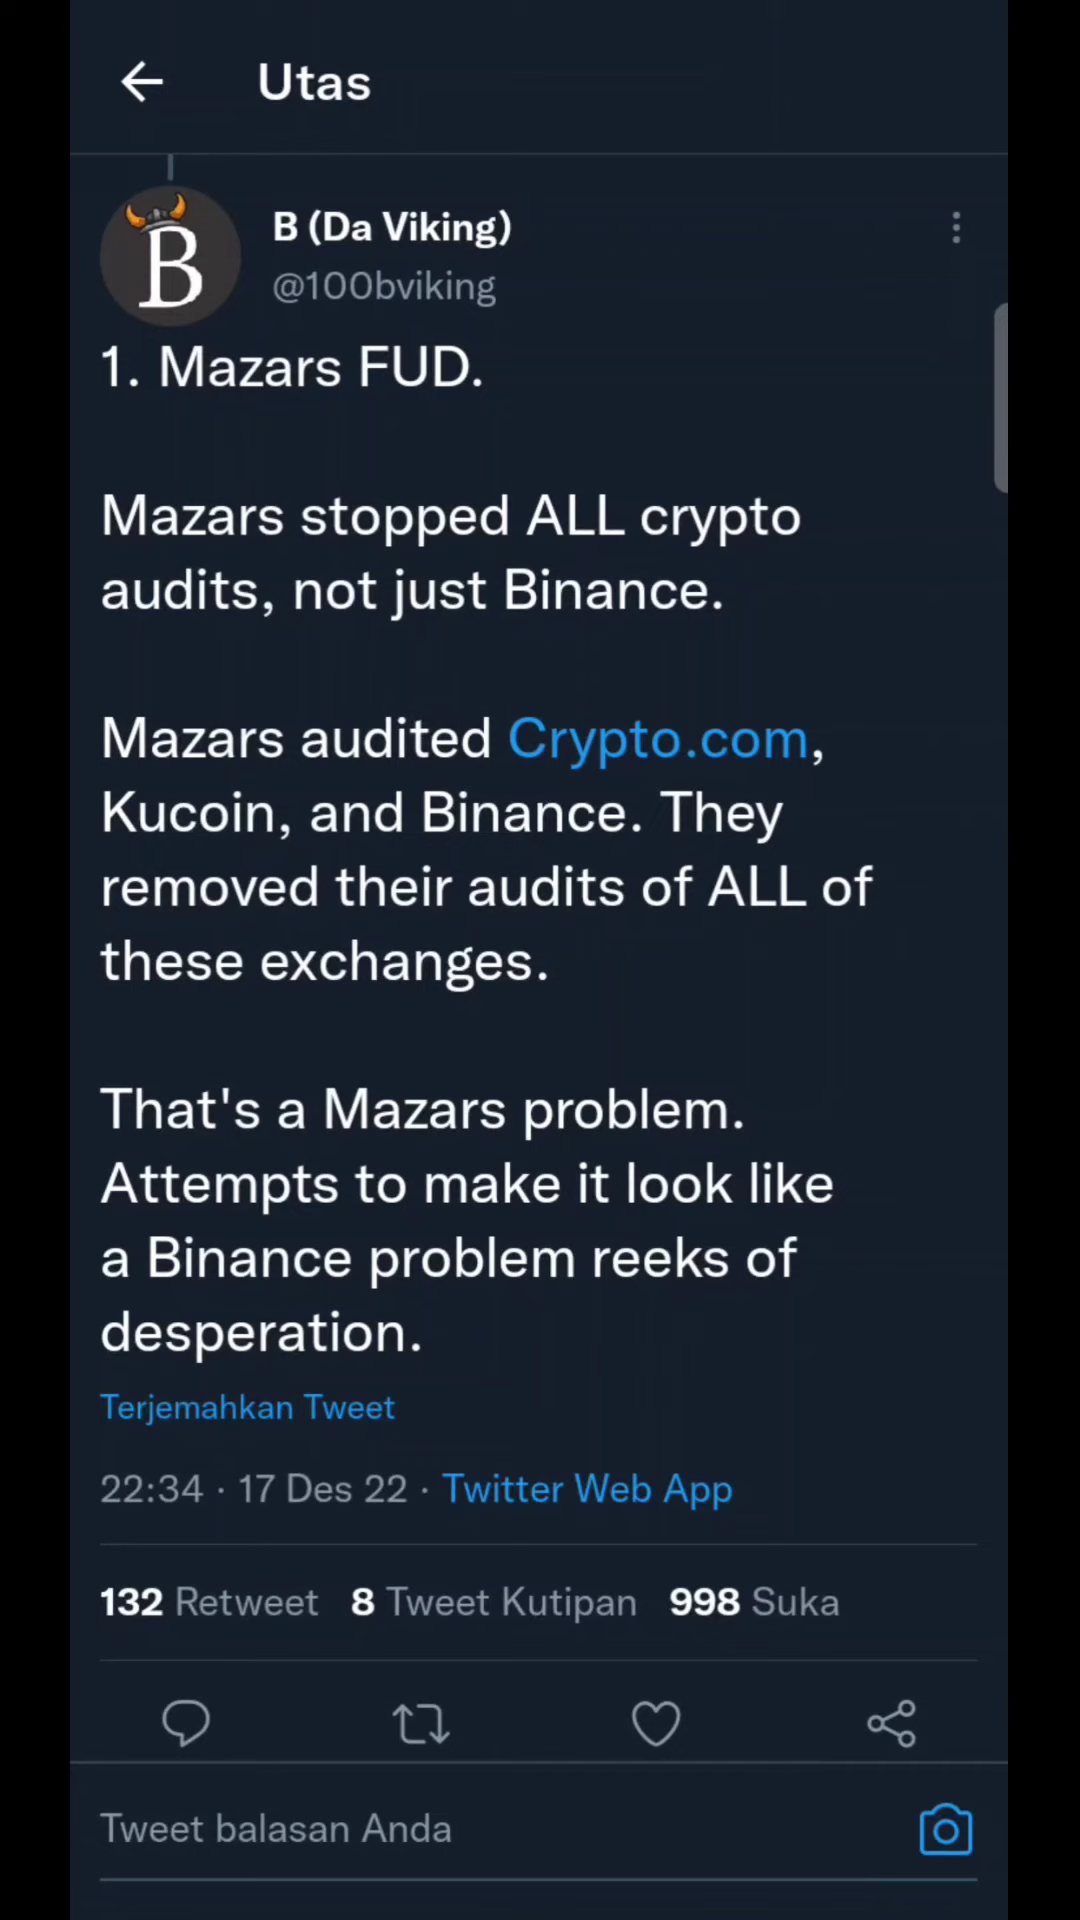 Utas
B
B (Da Viking)
@100bviking
1. Mazars FUD.
Mazars stopped ALL crypto
audits, not just Binance.
Mazars audited Crypto.com,
Kucoin, and Binance. They
removed their audits of ALL of
these exchanges.
That's a Mazars problem.
Attempts to make it look like
a Binance problem reeks of
desperation.
Terjemahkan Tweet
22:34 · 17 Des 22 · Twitter Web App
132 Retweet 8 Tweet Kutipan 998 Suka
Tweet balasan Anda